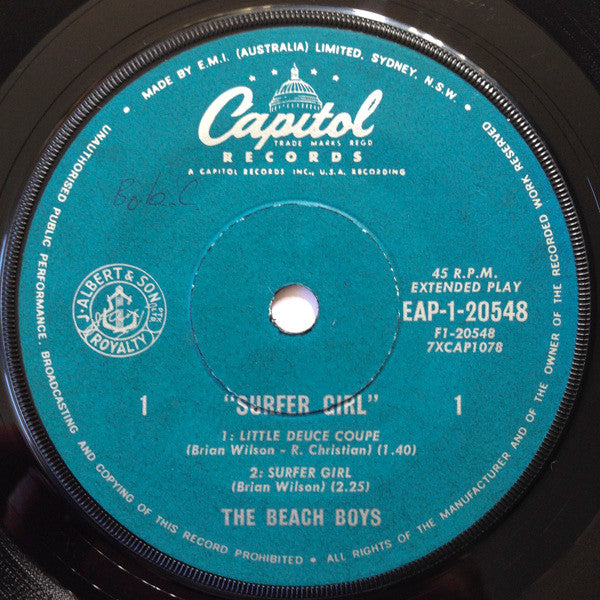 • MADE BY E.M.I. (AUSTRALIA) LIMITED, SYDNEY, N.S.W. •
Capitol
TRADE MARKS REGD
RECORDS
A CAPITOL RECORDS INC., U.S.A. RECORDING
Bob. C
J. ALBERT & SON PTY. LTD.
ROYALTY
45 R.P.M.
EXTENDED PLAY
EAP-1-20548
F1-20548
7XCAP1078
1 "SURFER GIRL" 1
1: LITTLE DEUCE COUPE
(Brian Wilson - R. Christian) (1.40)
2: SURFER GIRL
(Brian Wilson) (2.25)
THE BEACH BOYS
UNAUTHORISED PUBLIC PERFORMANCE, BROADCASTING AND COPYING OF THIS RECORD PROHIBITED • ALL RIGHTS OF THE MANUFACTURER AND OF THE OWNER OF THE RECORDED WORK RESERVED